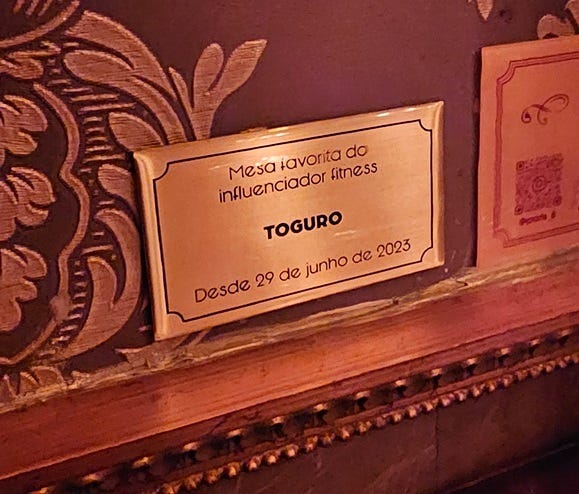 Mesa favorita do
influenciador fitness
TOGURO
Desde 29 de junho de 2023